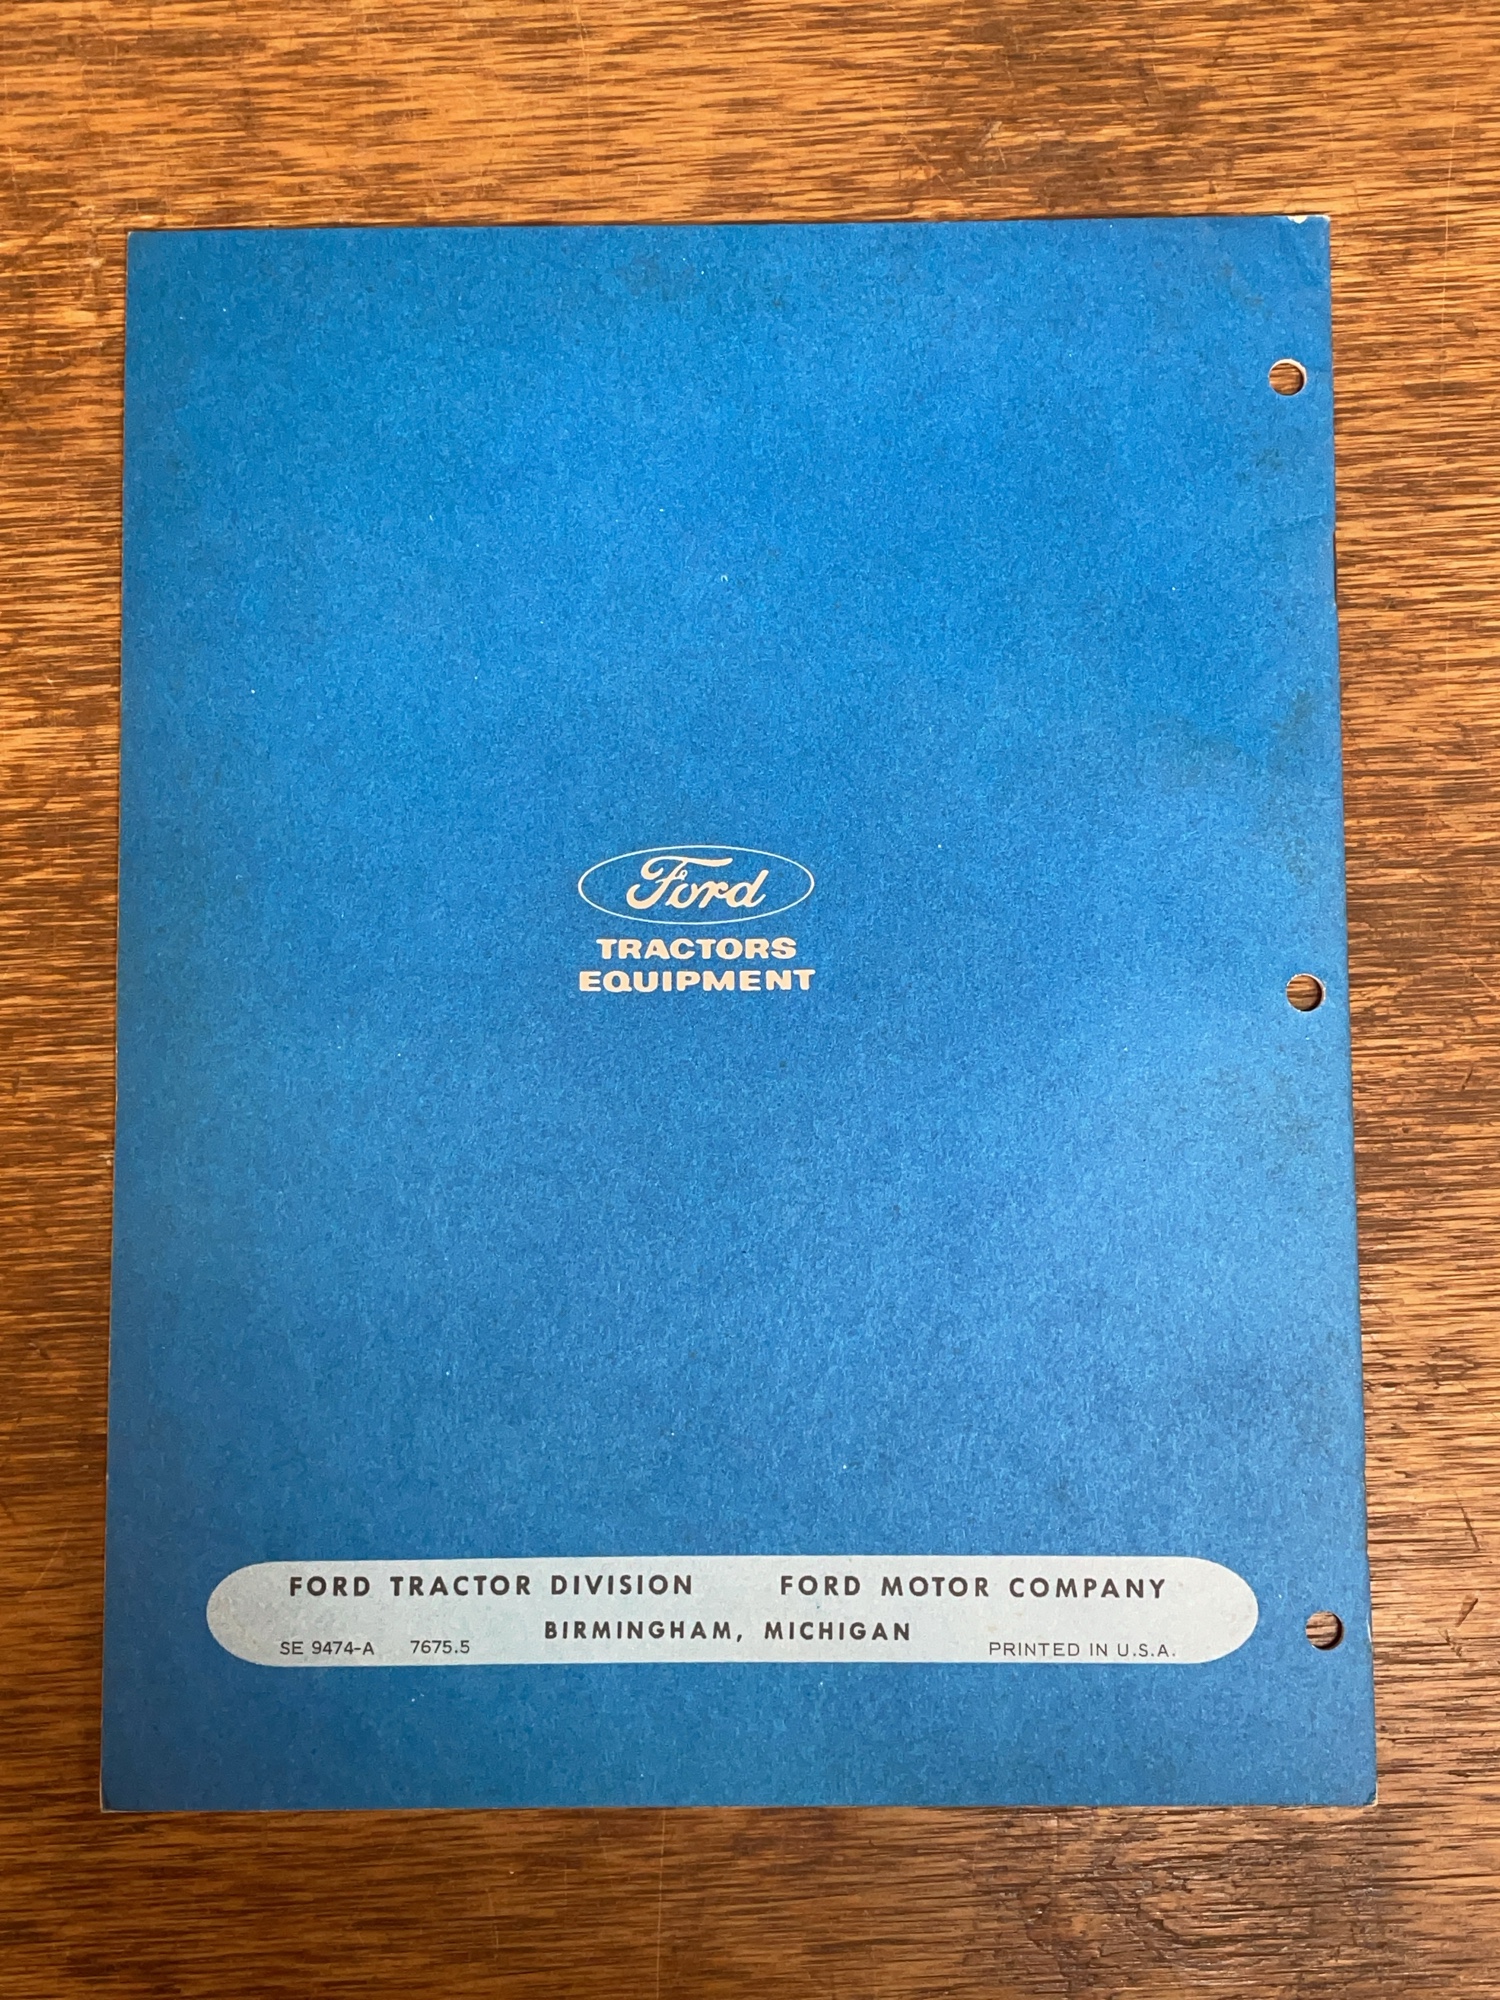 Ford
TRACTORS
EQUIPMENT
FORD TRACTOR DIVISION FORD MOTOR COMPANY
BIRMINGHAM, MICHIGAN
SE 9474-A 7675.5 PRINTED IN U.S.A.